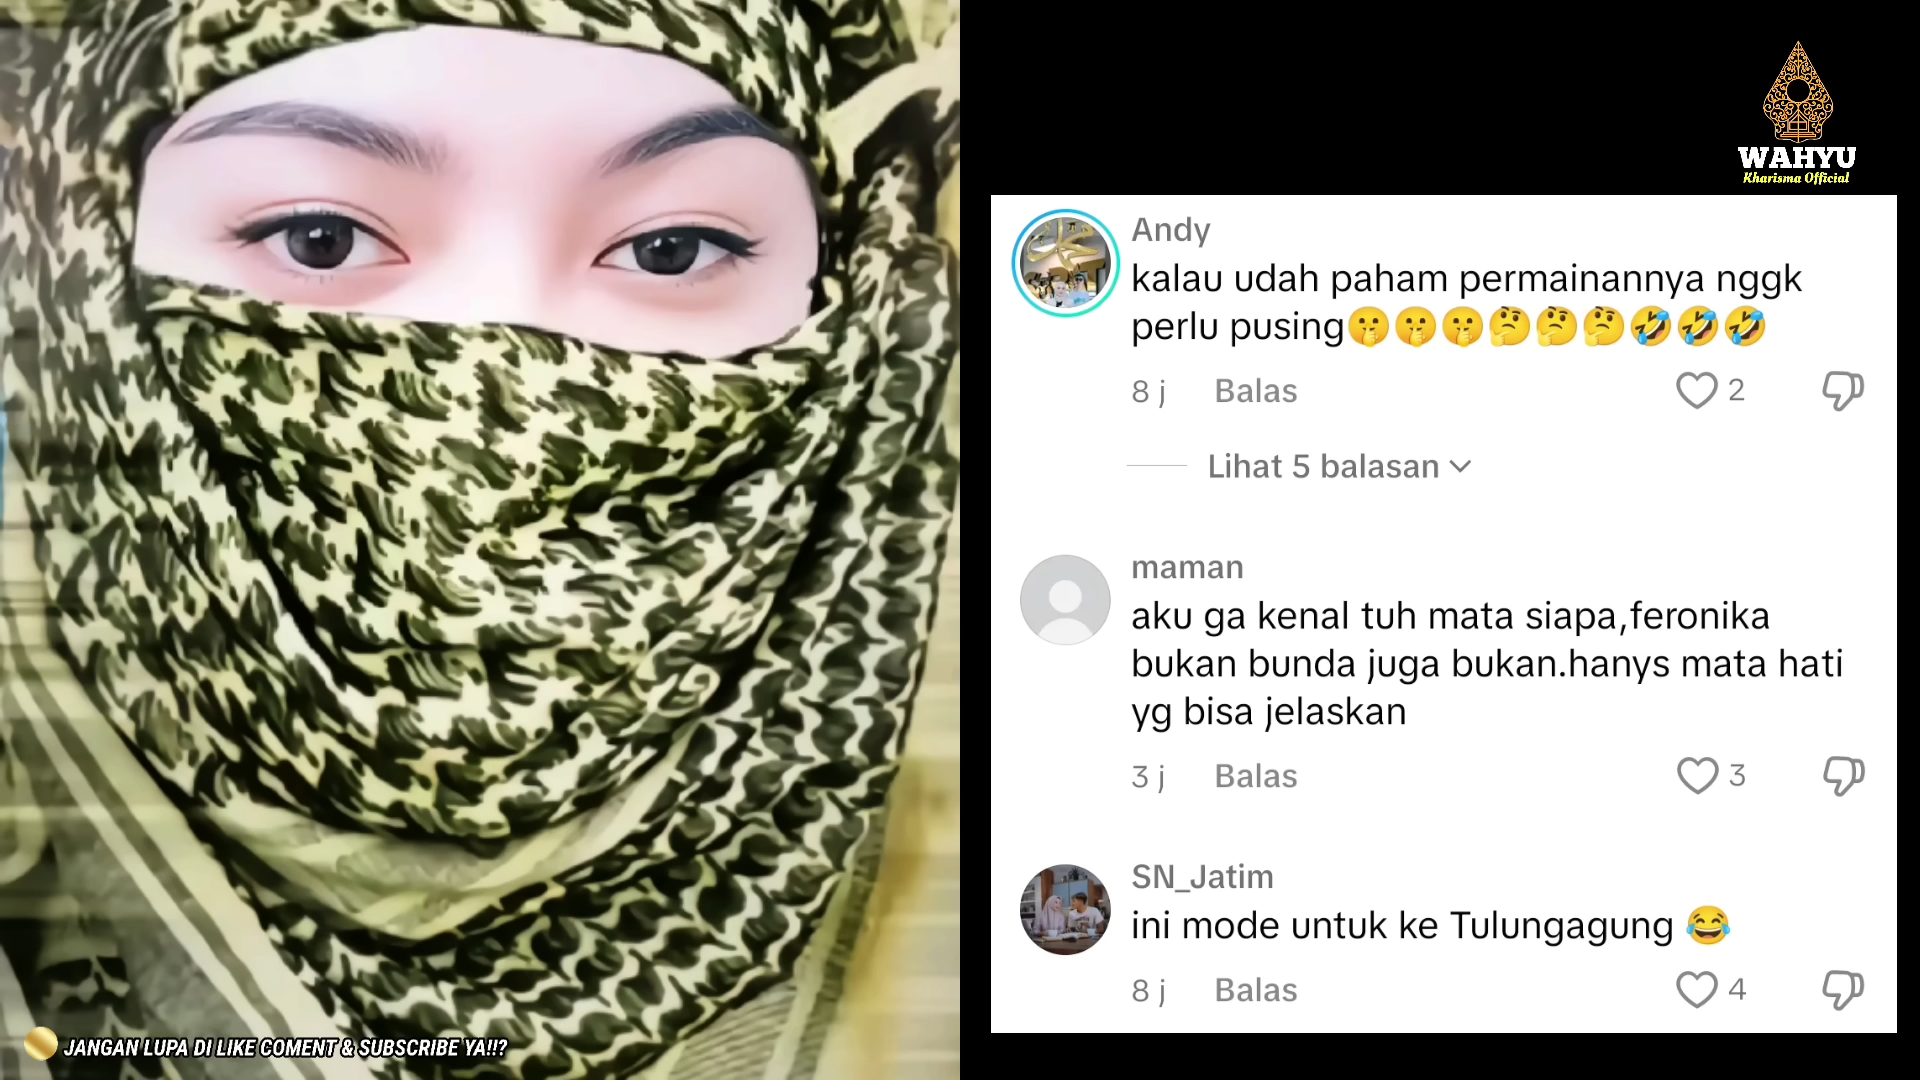 WAHYU
Kharisma Official
Andy
kalau udah paham permainannya nggk
perlu pusing🤫🤫🤫🤔🤔🤔🤣🤣🤣
8 j Balas 2
Lihat 5 balasan
maman
aku ga kenal tuh mata siapa,feronika
bukan bunda juga bukan.hanys mata hati
yg bisa jelaskan
3 j Balas 3
SN_Jatim
ini mode untuk ke Tulungagung 😂
8 j Balas 4
JANGAN LUPA DI LIKE COMENT & SUBSCRIBE YA!!?